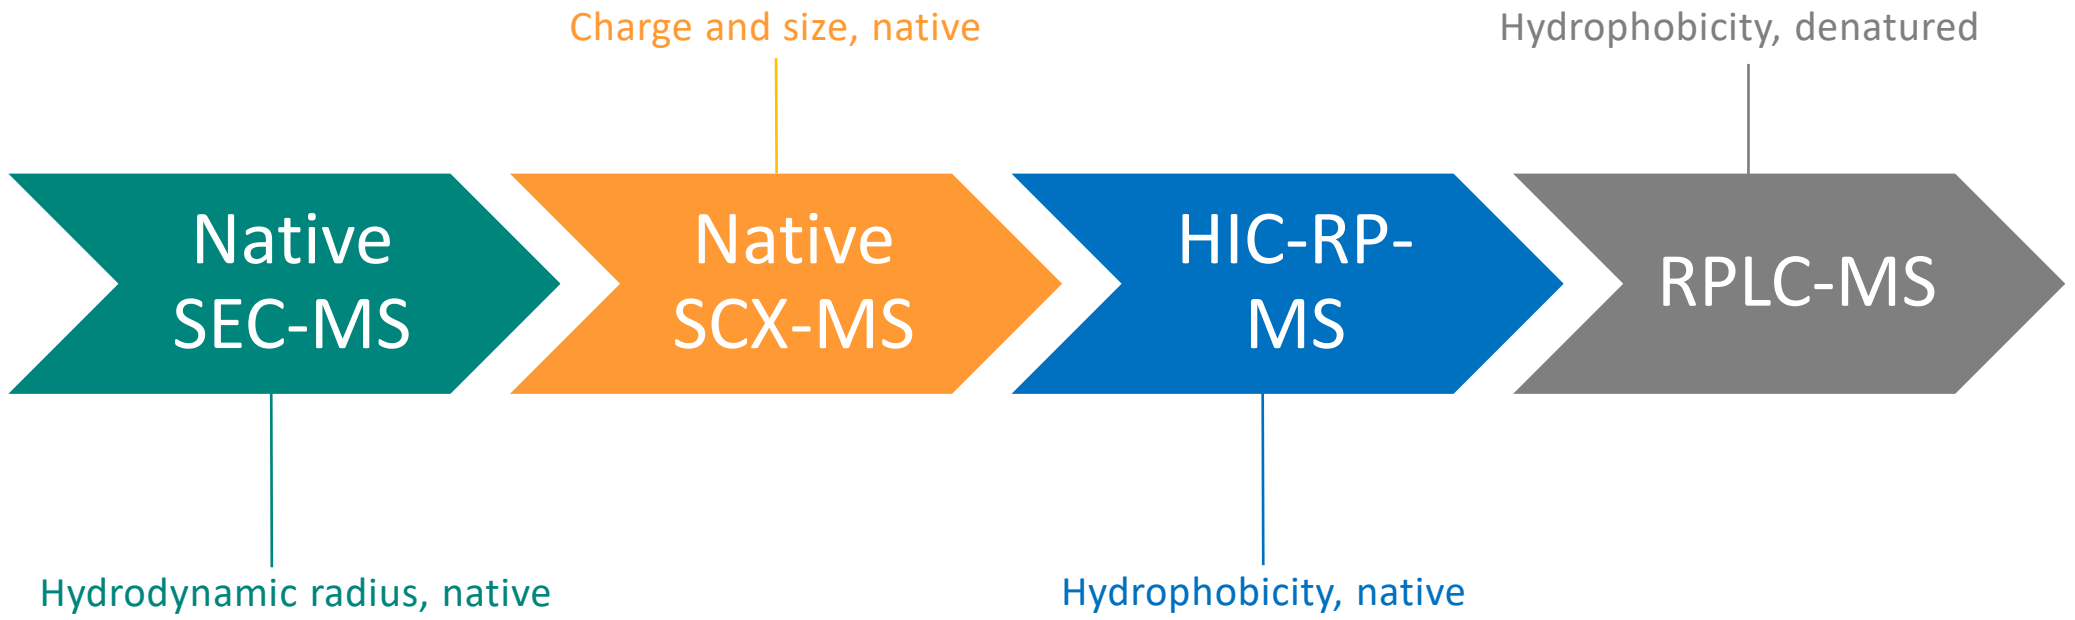 Charge and size, native
Hydrophobicity, denatured
Native
SEC-MS
Native
SCX-MS
HIC-RP-
MS
RPLC-MS
Hydrodynamic radius, native
Hydrophobicity, native